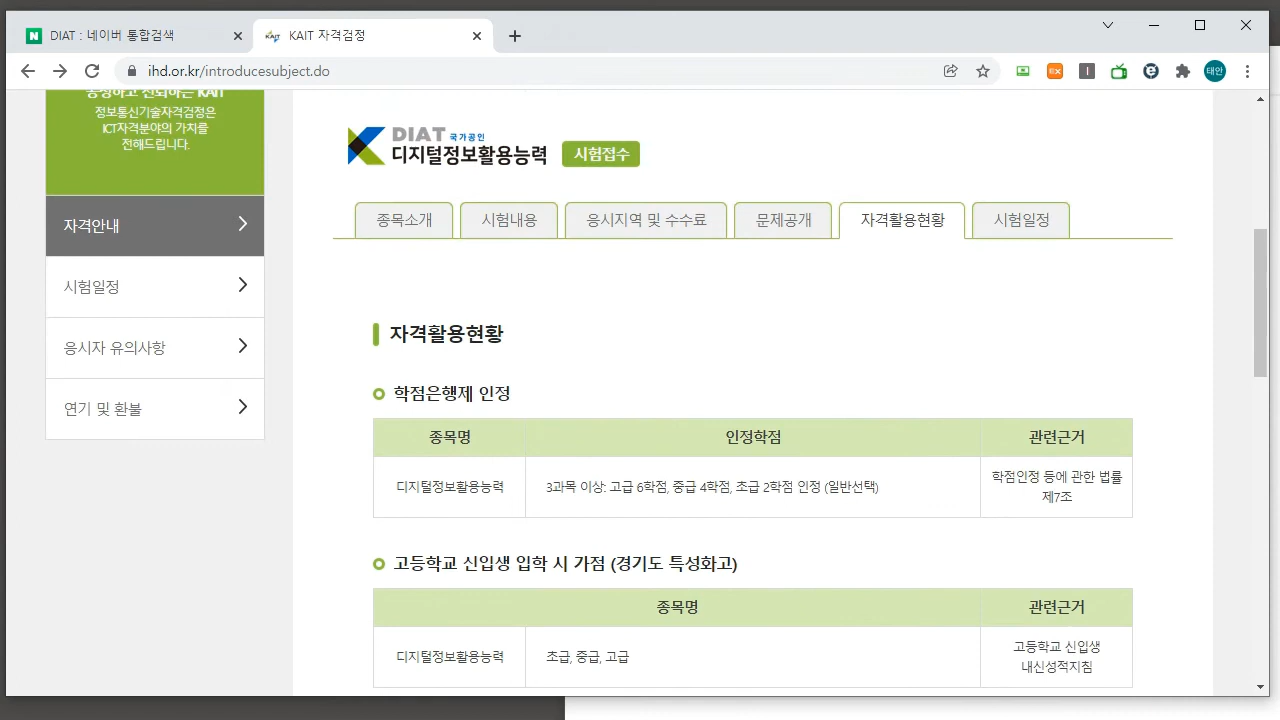 DIAT : 네이버 통합검색
KAIT 자격검정
ihd.or.kr/introducesubject.do
태안
공정하고 신뢰하는 KAIT
정보통신기술자격검정은
ICT자격분야의 가치를
전해드립니다.
자격안내
시험일정
응시자 유의사항
연기 및 환불
DIAT 국가공인
디지털정보활용능력
시험접수
종목소개
시험내용
응시지역 및 수수료
문제공개
자격활용현황
시험일정
자격활용현황
학점은행제 인정
종목명 인정학점 관련근거
디지털정보활용능력 3과목 이상: 고급 6학점, 중급 4학점, 초급 2학점 인정 (일반선택) 학점인정 등에 관한 법률
제7조
고등학교 신입생 입학 시 가점 (경기도 특성화고)
종목명 관련근거
디지털정보활용능력 초급, 중급, 고급 고등학교 신입생
내신성적지침